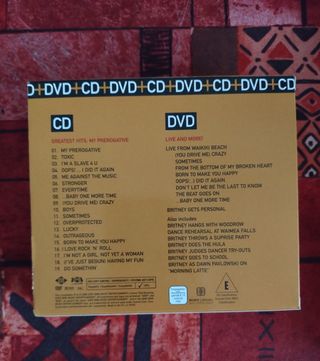 D+DVD+CD+DVD+CD+DVD+CD+DVD+CD
CD
GREATEST HITS: MY PREROGATIVE
01. MY PREROGATIVE
02. TOXIC
03. I'M A SLAVE 4 U
04. OOPS!... I DID IT AGAIN
05. ME AGAINST THE MUSIC
06. STRONGER
07. EVERYTIME
08. ...BABY ONE MORE TIME
09. (YOU DRIVE ME) CRAZY
10. BOYS
11. SOMETIMES
12. OVERPROTECTED
13. LUCKY
14. OUTRAGEOUS
15. BORN TO MAKE YOU HAPPY
16. I LOVE ROCK 'N' ROLL
17. I'M NOT A GIRL, NOT YET A WOMAN
18. I'VE JUST BEGUN (HAVING MY FUN)
19. DO SOMETHIN'
DVD
LIVE AND MORE!
LIVE FROM WAIKIKI BEACH
(YOU DRIVE ME) CRAZY
SOMETIMES
FROM THE BOTTOM OF MY BROKEN HEART
BORN TO MAKE YOU HAPPY
OOPS!...I DID IT AGAIN
DON'T LET ME BE THE LAST TO KNOW
THE BEAT GOES ON
...BABY ONE MORE TIME
BRITNEY GETS PERSONAL
Also includes
BRITNEY HANGS WITH WOODROW
DANCE REHEARSAL AT WAIMEA FALLS
BRITNEY THROWS A SUPRISE PARTY
BRITNEY DOES THE HULA
BRITNEY JUDGES DANCER TRY-OUTS
BRITNEY GOES TO SCHOOL
BRITNEY AS DAWN PAVLOWSKI ON
"MORNING LATTE"
E